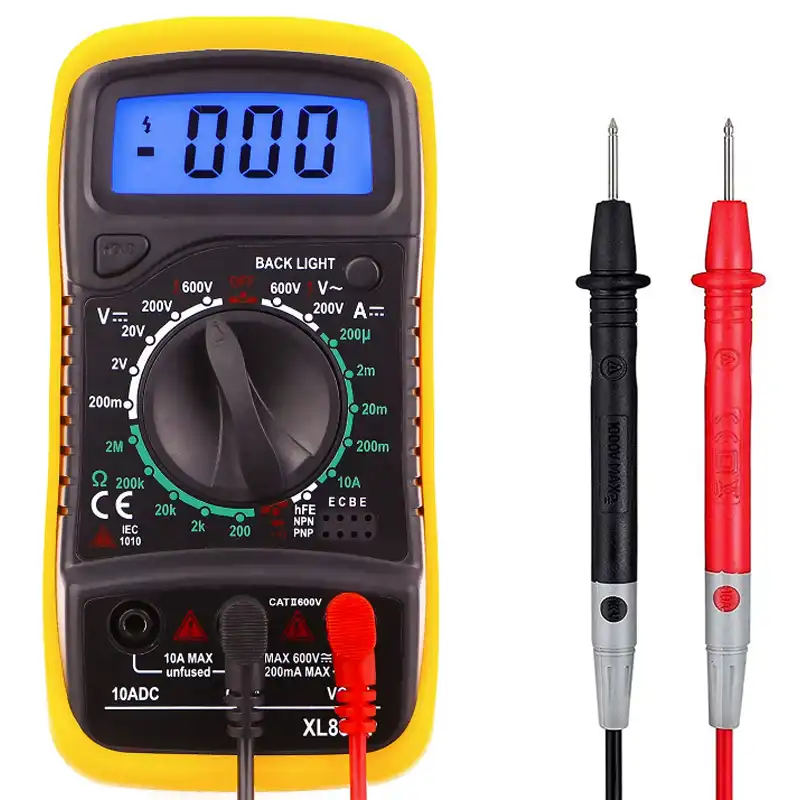 -000
HOLD
BACK LIGHT
600V OFF 600V V~
200V 200V
V A
20V 200µ
2V 2m
200m 20m
2M 200m
Ω 200k 10A
20k 2k 200
hFE E C B E
NPN
PNP
CE IEC
1010
CAT II 600V
10A MAX MAX 600V
unfused 200mA MAX
10ADC
1000V MAX
CE